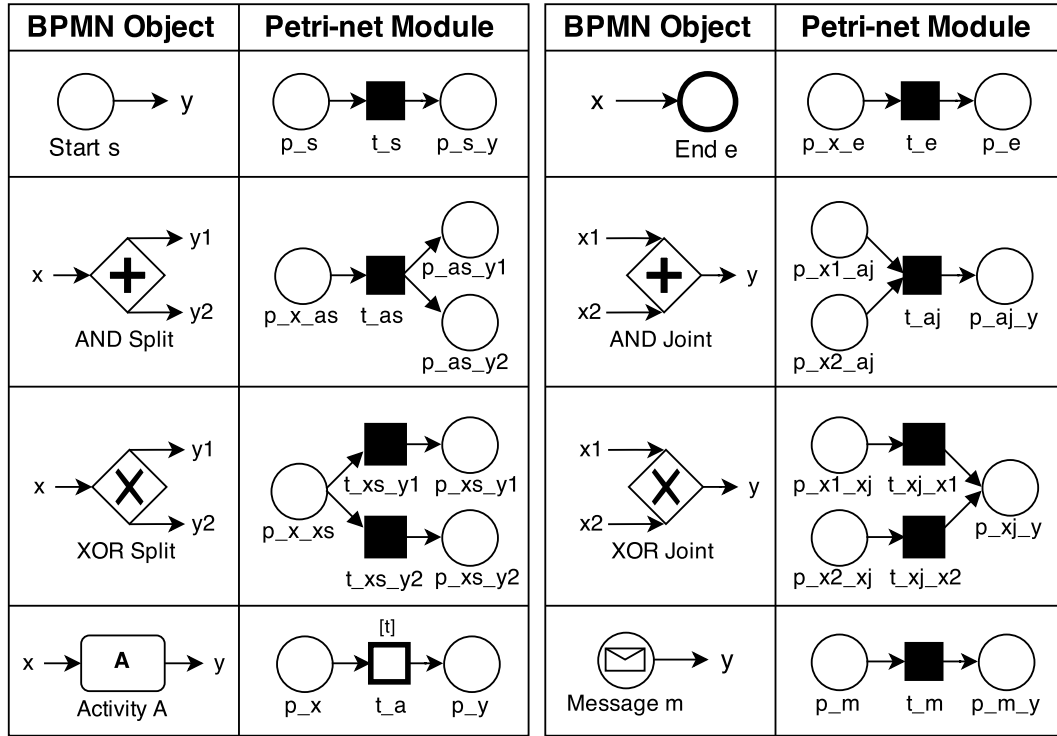 BPMN Object Petri-net Module BPMN Object Petri-net Module
y
Start s
p_s t_s p_s_y
x
End e
p_x_e t_e p_e
y1
x
y2
AND Split
p_as_y1
p_x_as t_as
p_as_y2
x1
y
x2
AND Joint
p_x1_aj
t_aj p_aj_y
p_x2_aj
y1
x
y2
XOR Split
t_xs_y1 p_xs_y1
p_x_xs
t_xs_y2 p_xs_y2
x1
y
x2
XOR Joint
p_x1_xj t_xj_x1
p_xj_y
p_x2_xj t_xj_x2
x A y
Activity A
[t]
p_x t_a p_y
y
Message m
p_m t_m p_m_y